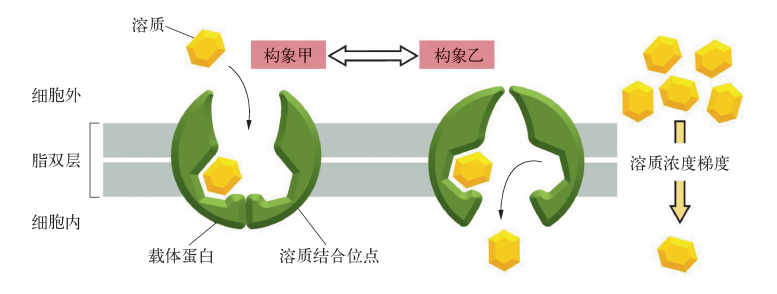 溶质
构象甲
构象乙
细胞外
脂双层
溶质浓度梯度
细胞内
载体蛋白
溶质结合位点